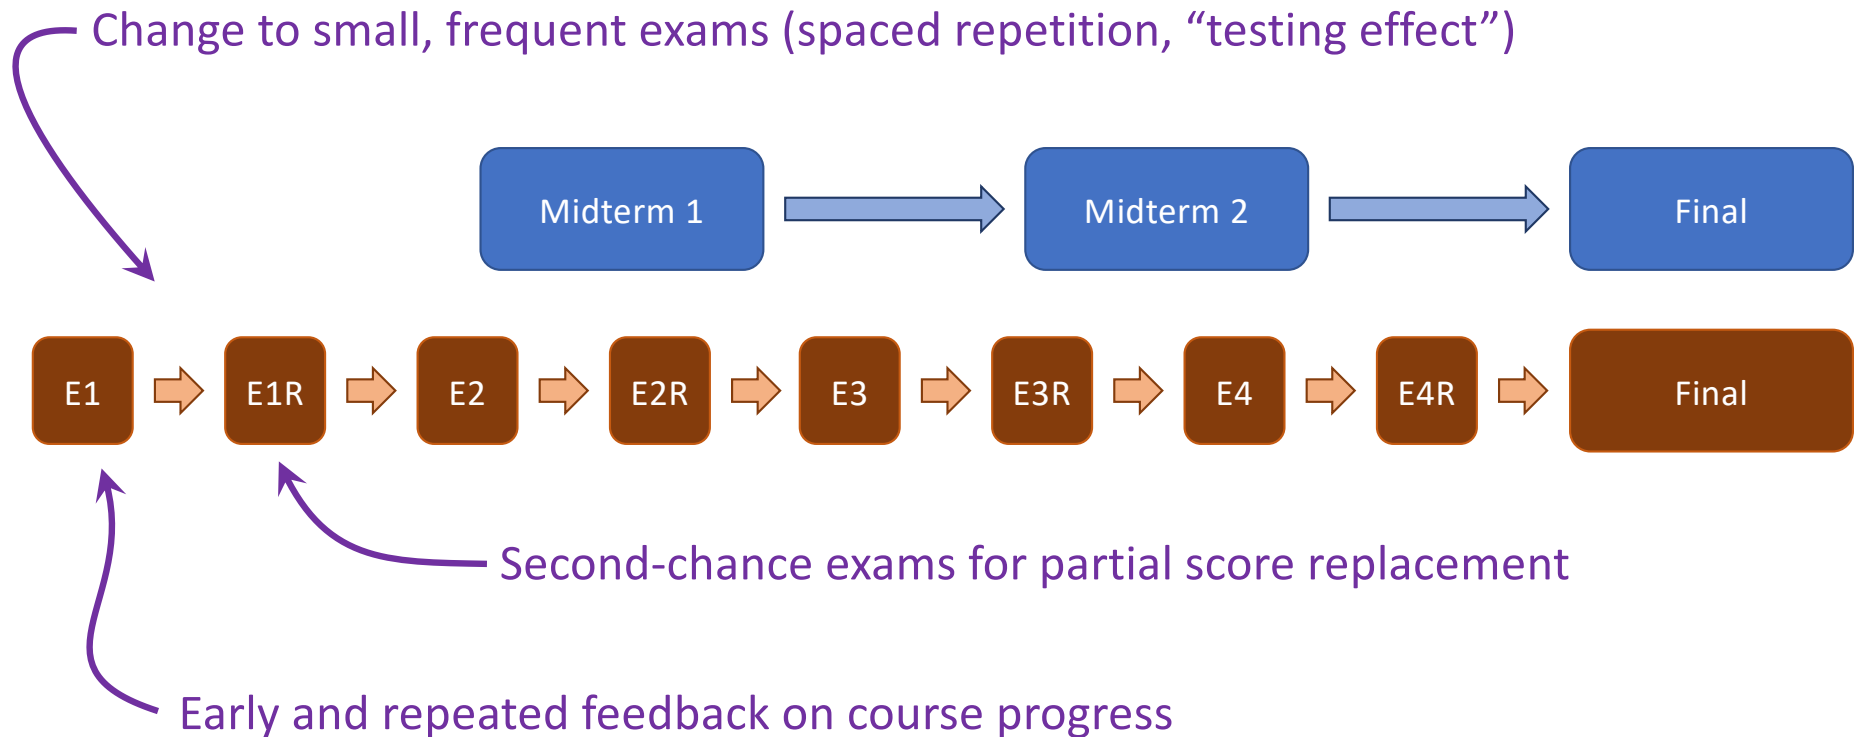 Change to small, frequent exams (spaced repetition, “testing effect”)
Midterm 1
Midterm 2
Final
E1
E1R
E2
E2R
E3
E3R
E4
E4R
Final
Second-chance exams for partial score replacement
Early and repeated feedback on course progress